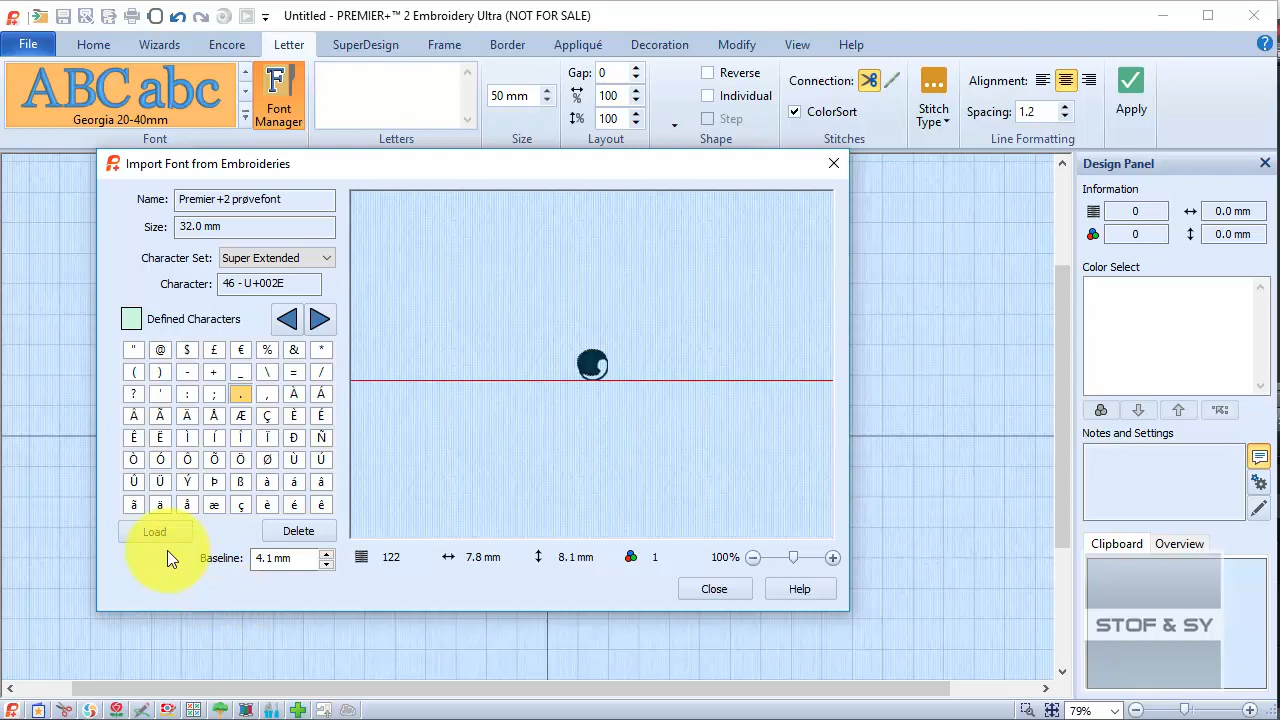 Untitled - PREMIER+™ 2 Embroidery Ultra (NOT FOR SALE)
File Home Wizards Encore Letter SuperDesign Frame Border Appliqué Decoration Modify View Help
ABC abc
Georgia 20-40mm
Font Manager
Font
Letters
50 mm
Size
Gap: 0
100
100
Layout
Reverse
Individual
Step
Shape
Connection:
ColorSort
Stitch Type
Stitches
Alignment:
Spacing: 1.2
Line Formatting
Apply
Import Font from Embroideries
Name: Premier+2 prøvefont
Size: 32.0 mm
Character Set: Super Extended
Character: 46 - U+002E
Defined Characters
" @ $ £ € % & *
( ) - + _ \ = /
? ' : ; . , À Á
Â Ã Ä Å Æ Ç È É
Ê Ë Ì Í Î Ï Ð Ñ
Ò Ó Ô Õ Ö Ø Ù Ú
Û Ü Ý Þ ß à á â
ã ä å æ ç è é ê
Load Delete
Baseline: 4.1 mm
122 7.8 mm 8.1 mm 1 100%
Close Help
Design Panel
Information
0 0.0 mm
0 0.0 mm
Color Select
Notes and Settings
Clipboard Overview
STOF & SY
79%